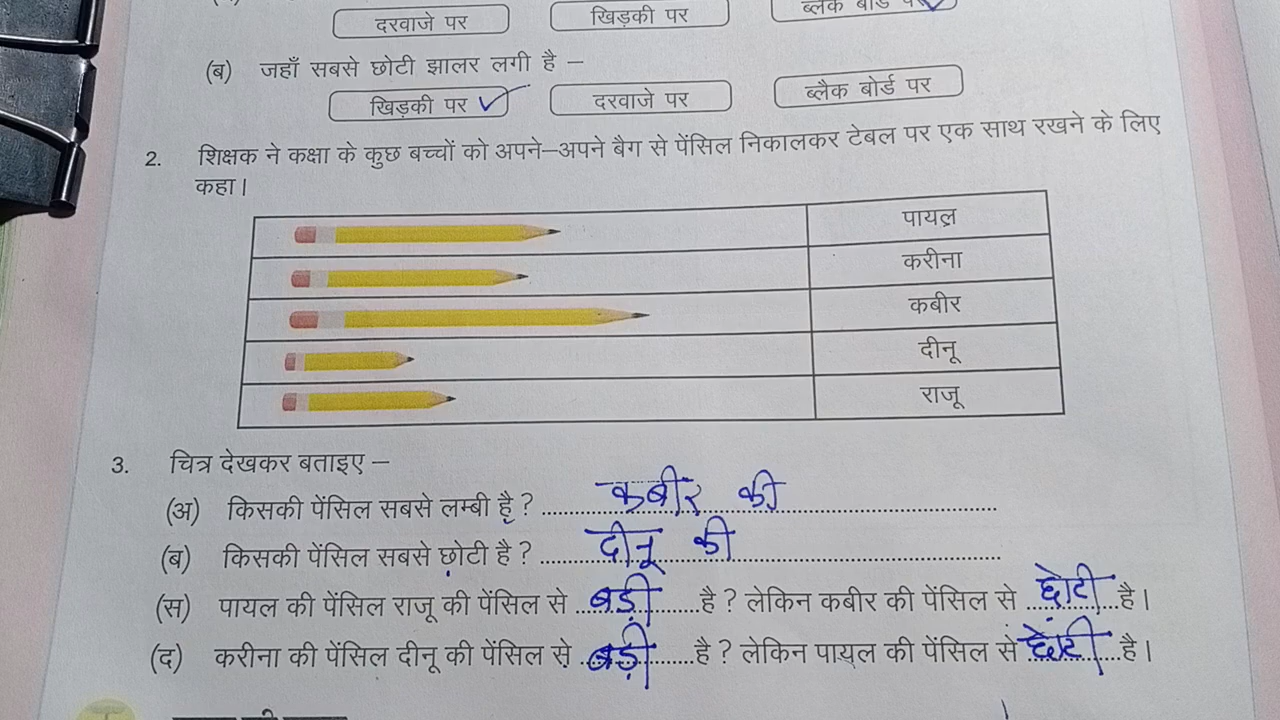 दरवाजे पर खिड़की पर ब्लैक बोर्ड पर
(ब) जहाँ सबसे छोटी झालर लगी है –
खिड़की पर ✓ दरवाजे पर ब्लैक बोर्ड पर
2. शिक्षक ने कक्षा के कुछ बच्चों को अपने–अपने बैग से पेंसिल निकालकर टेबल पर एक साथ रखने के लिए
कहा।
पायल
करीना
कबीर
दीनू
राजू
3. चित्र देखकर बताइए –
(अ) किसकी पेंसिल सबसे लम्बी है ? कबीर की
(ब) किसकी पेंसिल सबसे छोटी है ? दीनू की
(स) पायल की पेंसिल राजू की पेंसिल से बड़ी है ? लेकिन कबीर की पेंसिल से छोटी है।
(द) करीना की पेंसिल दीनू की पेंसिल से बड़ी है ? लेकिन पायल की पेंसिल से छोटी है।